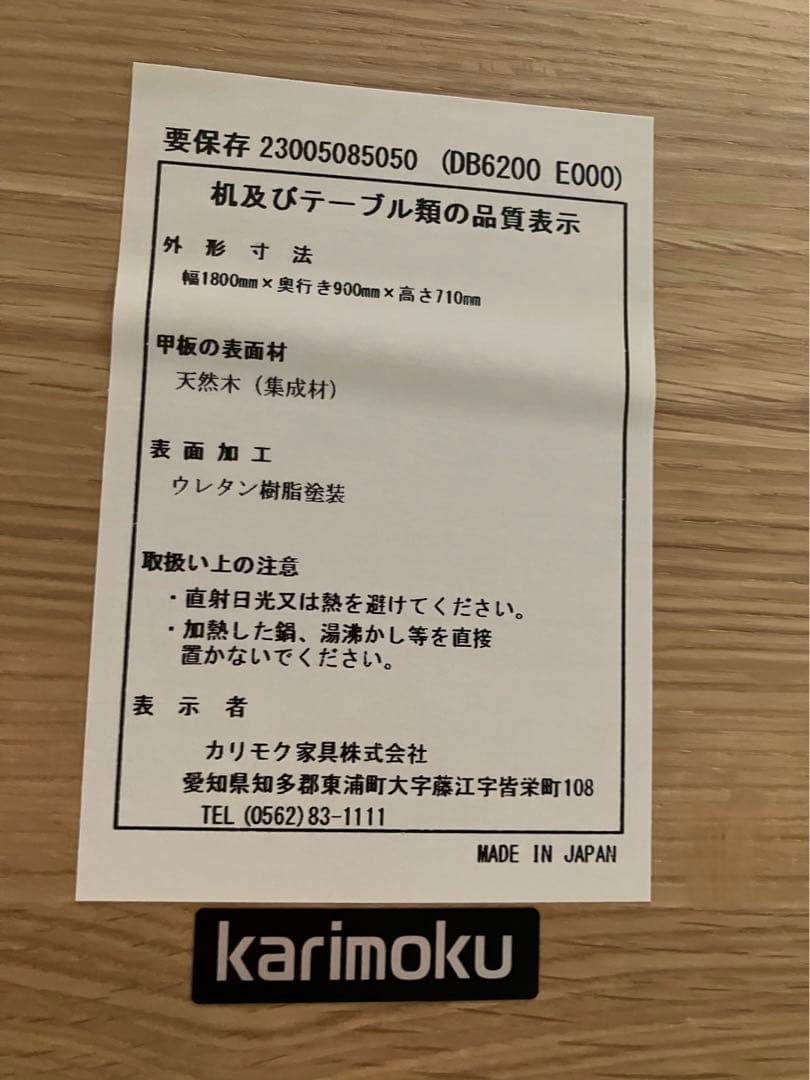 要保存 23005085050 (DB6200 E000)
机及びテーブル類の品質表示
外形寸法
幅1800mm×奥行き900mm×高さ710mm
甲板の表面材
天然木（集成材）
表面加工
ウレタン樹脂塗装
取扱い上の注意
・直射日光又は熱を避けてください。
・加熱した鍋、湯沸かし等を直接
置かないでください。
表示者
カリモク家具株式会社
愛知県知多郡東浦町大字藤江字皆栄町108
TEL (0562)83-1111
MADE IN JAPAN
karimoku